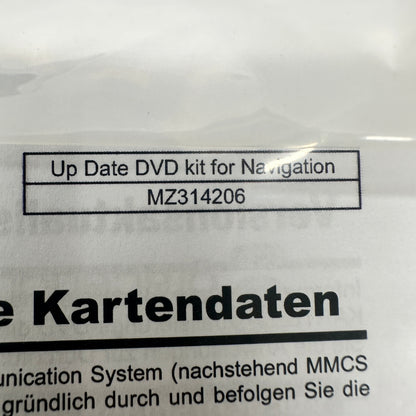 Up Date DVD kit for Navigation
MZ314206
e Kartendaten
unication System (nachstehend MMCS
gründlich durch und befolgen Sie die